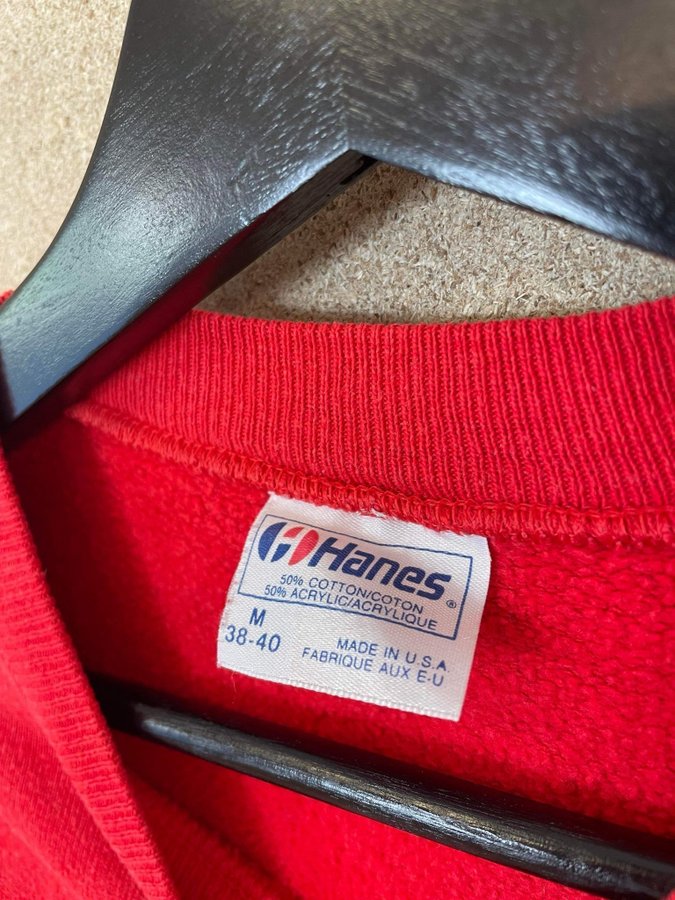 Hanes®
50% COTTON/COTON
50% ACRYLIC/ACRYLIQUE
M
38-40
MADE IN U.S.A.
FABRIQUE AUX E-U